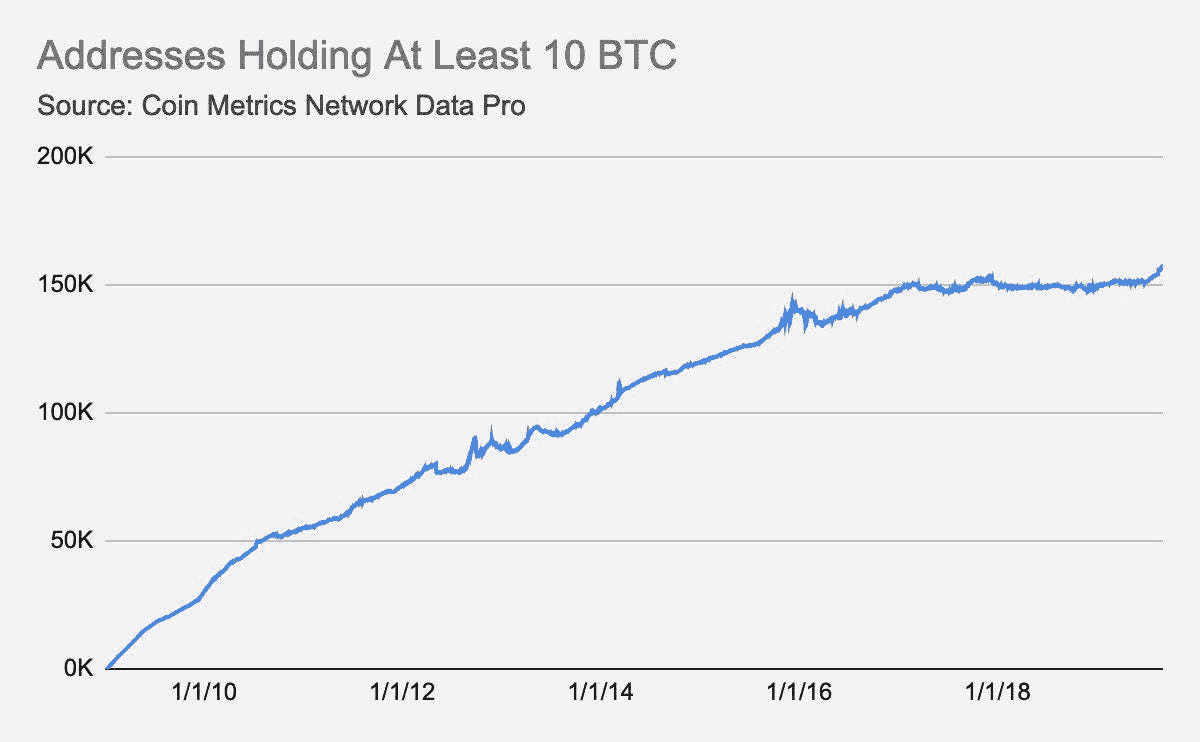 Addresses Holding At Least 10 BTC
Source: Coin Metrics Network Data Pro
200K
150K
100K
50K
0K
1/1/10 1/1/12 1/1/14 1/1/16 1/1/18